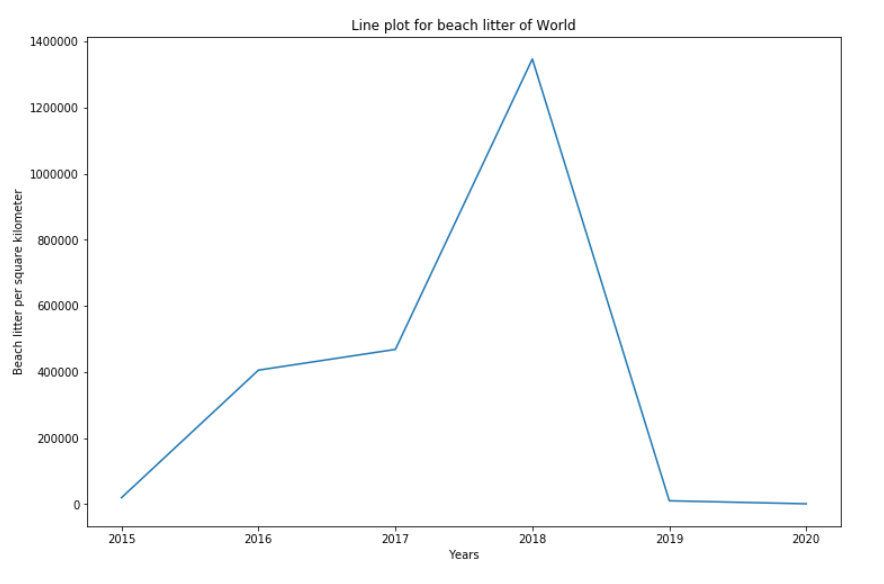 Line plot for beach litter of World
1400000
1200000
1000000
800000
600000
400000
200000
0
Beach litter per square kilometer
2015 2016 2017 2018 2019 2020
Years